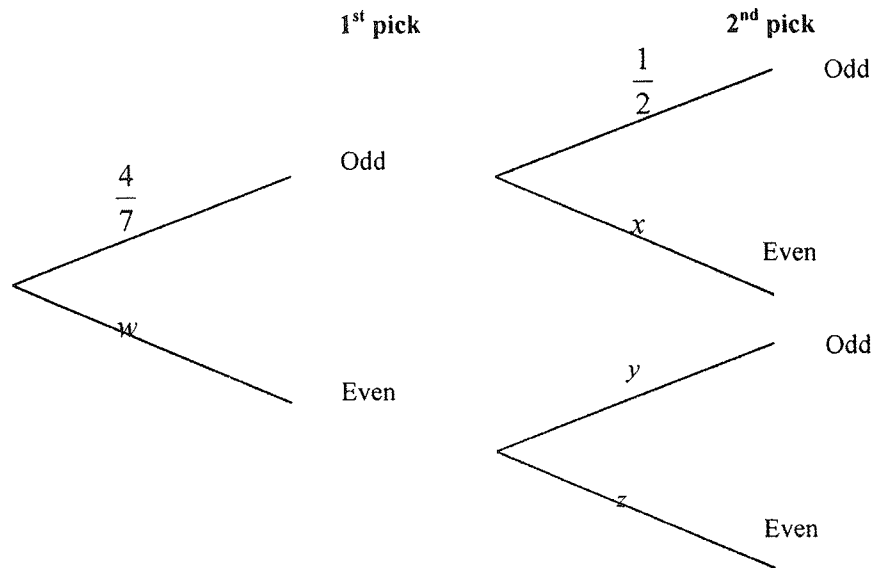 1st pick 2nd pick
1/2 Odd
4/7 Odd
x Even
w
y Odd
Even
z Even